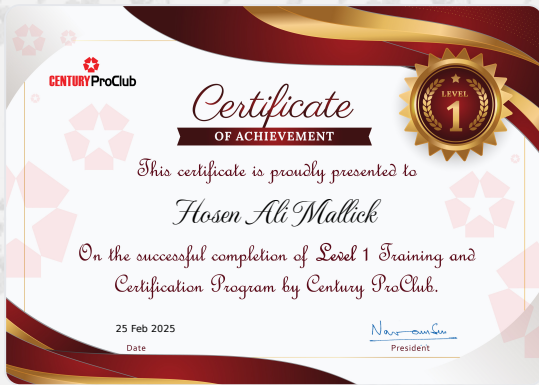 CENTURY ProClub
Certificate
OF ACHIEVEMENT
LEVEL
1
This certificate is proudly presented to
Hosen Ali Mallick
On the successful completion of Level 1 Training and
Certification Program by Century ProClub.
25 Feb 2025
Date
President